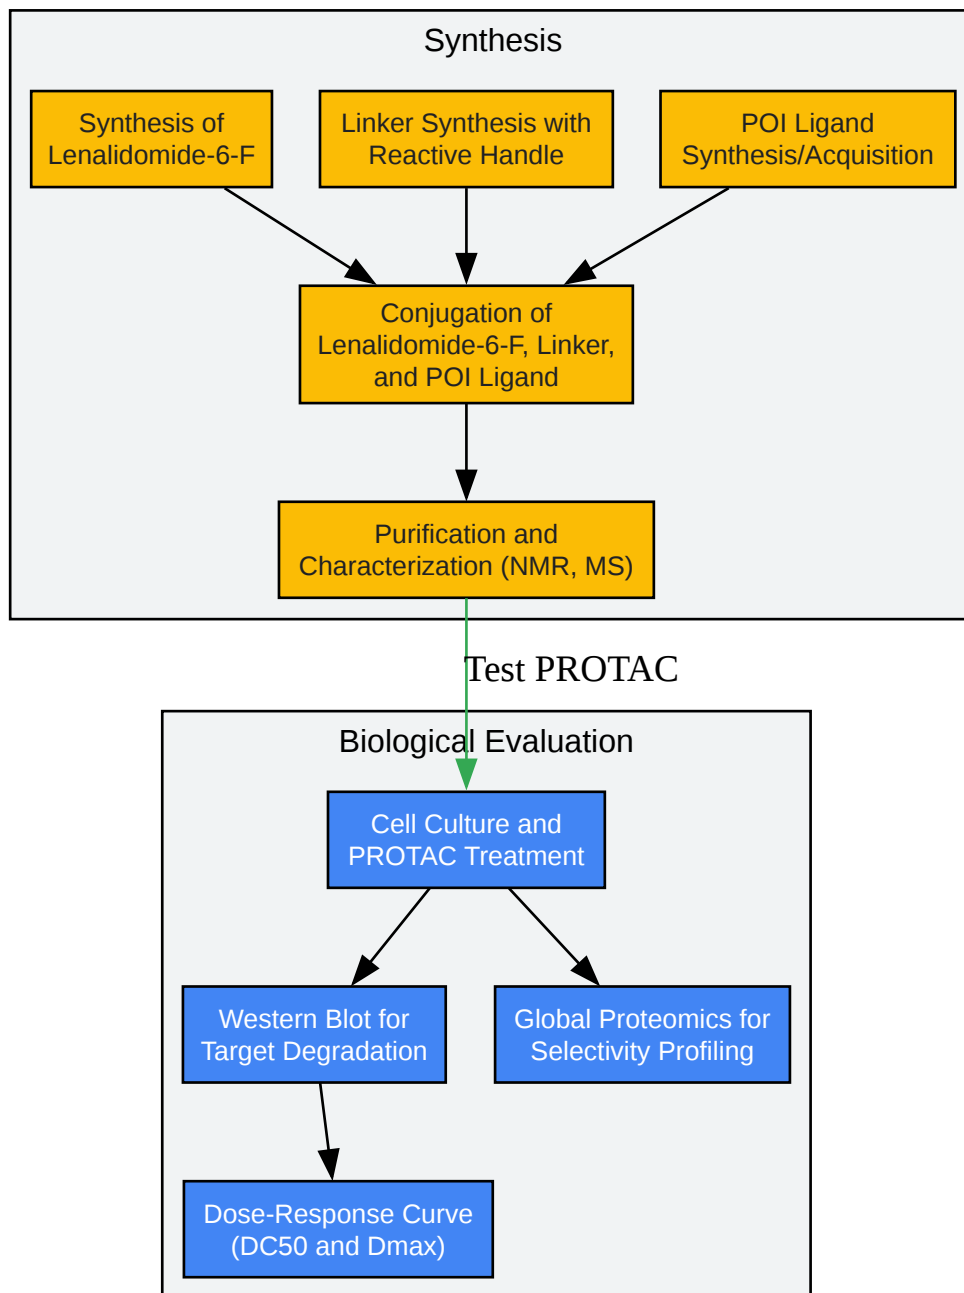 Synthesis
Synthesis of
Lenalidomide-6-F
Linker Synthesis with
Reactive Handle
POI Ligand
Synthesis/Acquisition
Conjugation of
Lenalidomide-6-F, Linker,
and POI Ligand
Purification and
Characterization (NMR, MS)
Test PROTAC
Biological Evaluation
Cell Culture and
PROTAC Treatment
Western Blot for
Target Degradation
Global Proteomics for
Selectivity Profiling
Dose-Response Curve
(DC50 and Dmax)